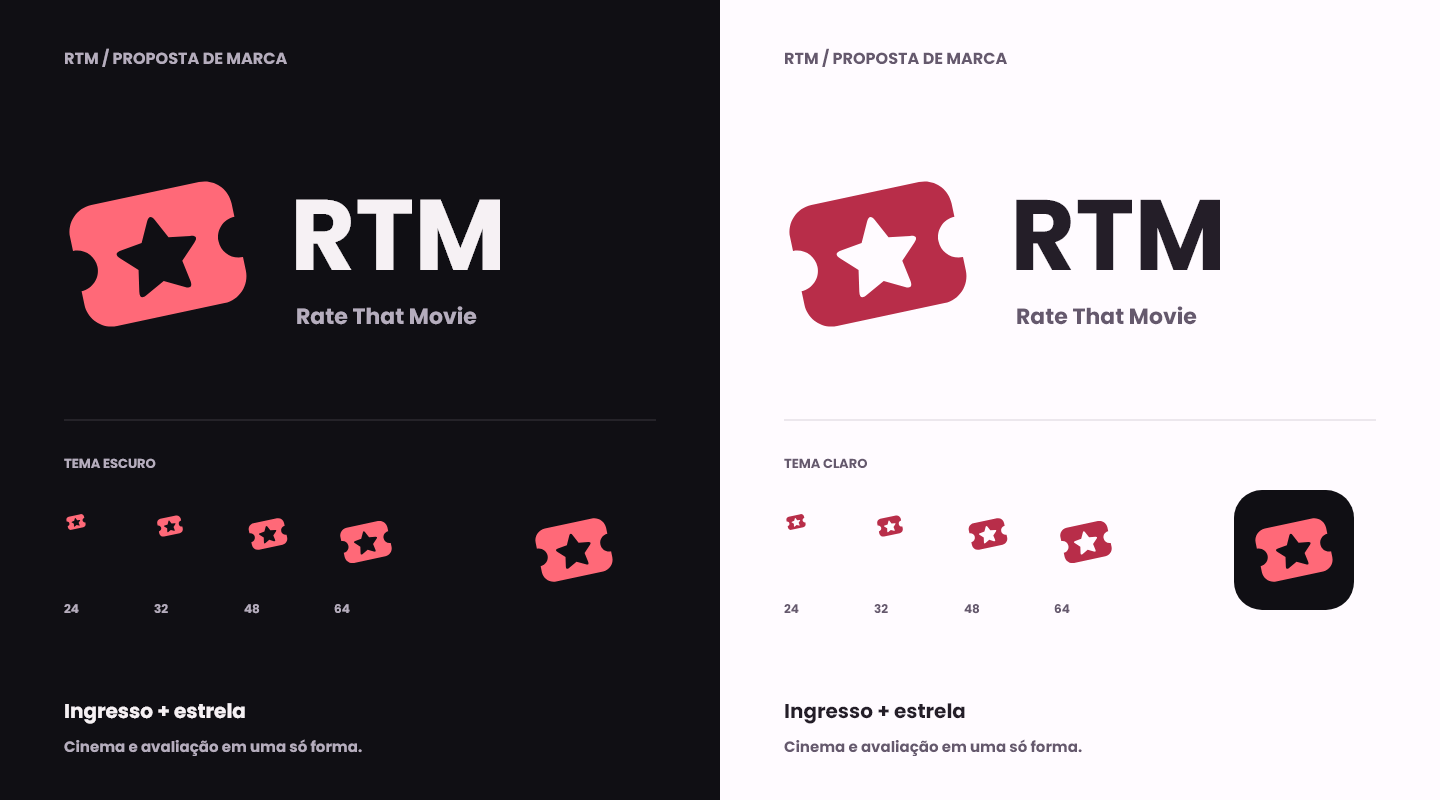 RTM / PROPOSTA DE MARCA
RTM
Rate That Movie
TEMA ESCURO
24 32 48 64
Ingresso + estrela
Cinema e avaliação em uma só forma.
RTM / PROPOSTA DE MARCA
RTM
Rate That Movie
TEMA CLARO
24 32 48 64
Ingresso + estrela
Cinema e avaliação em uma só forma.